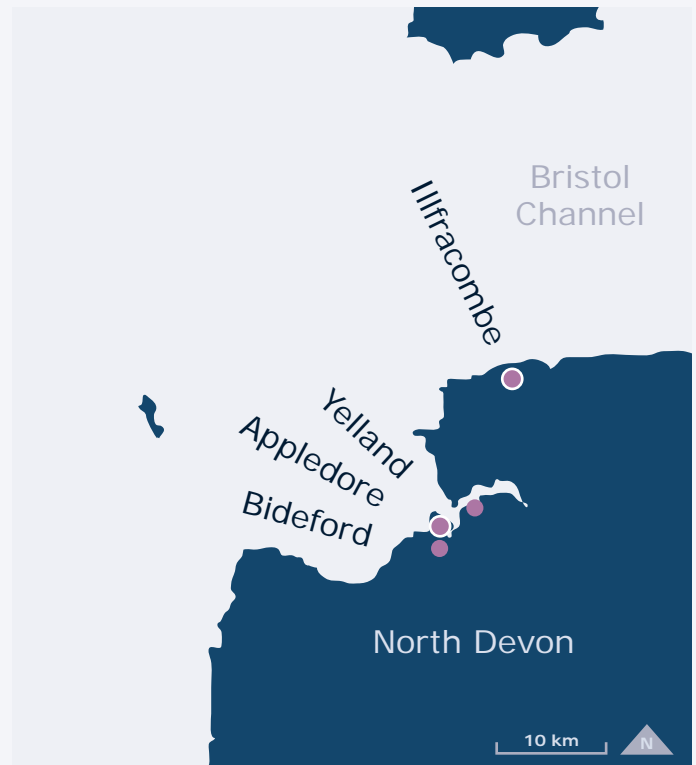 Bristol
Channel
Illfracombe
Yelland
Appledore
Bideford
North Devon
10 km
N